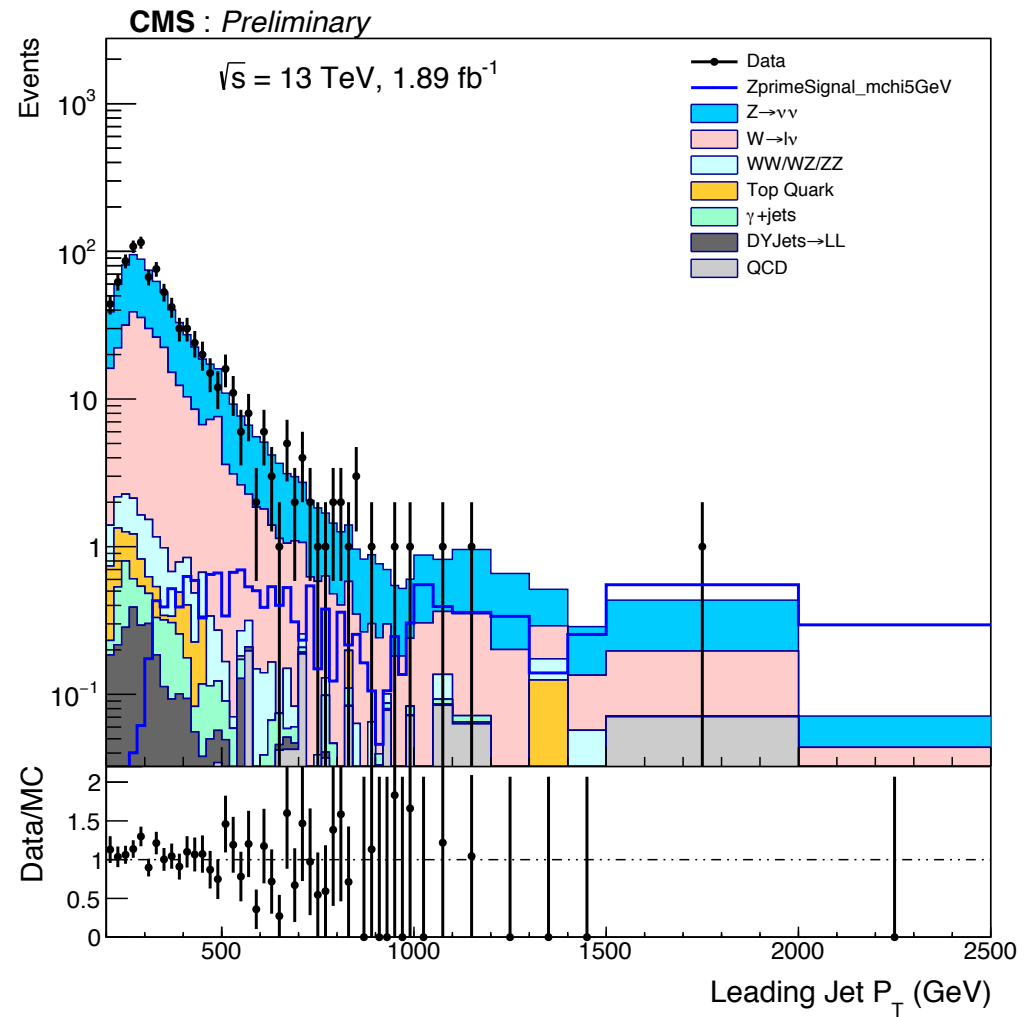 CMS : Preliminary
Events
√s = 13 TeV, 1.89 fb⁻¹
Data
ZprimeSignal_mchi5GeV
Z→νν
W→lν
WW/WZ/ZZ
Top Quark
γ+jets
DYJets→LL
QCD
10³
10²
10
1
10⁻¹
Data/MC
2
1.5
1
0.5
0
500
1000
1500
2000
2500
Leading Jet P_T (GeV)